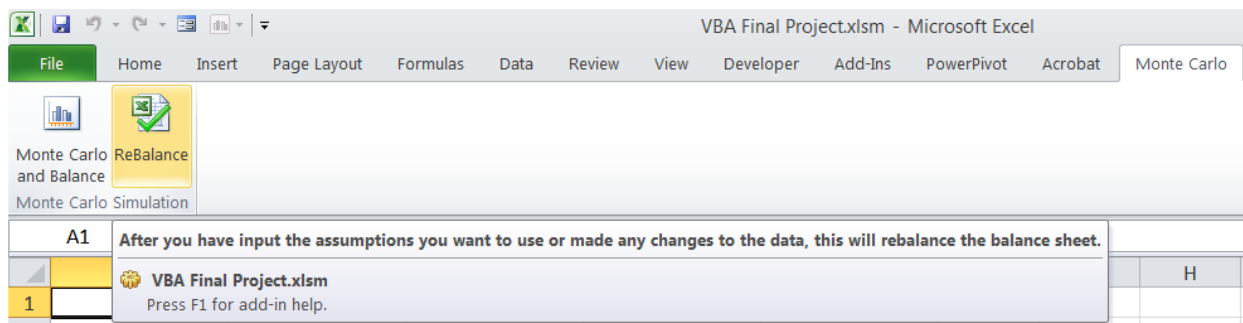 VBA Final Project.xlsm - Microsoft Excel
File Home Insert Page Layout Formulas Data Review View Developer Add-Ins PowerPivot Acrobat Monte Carlo
Monte Carlo ReBalance
and Balance
Monte Carlo Simulation
A1
After you have input the assumptions you want to use or made any changes to the data, this will rebalance the balance sheet.
VBA Final Project.xlsm
H
Press F1 for add-in help.
1